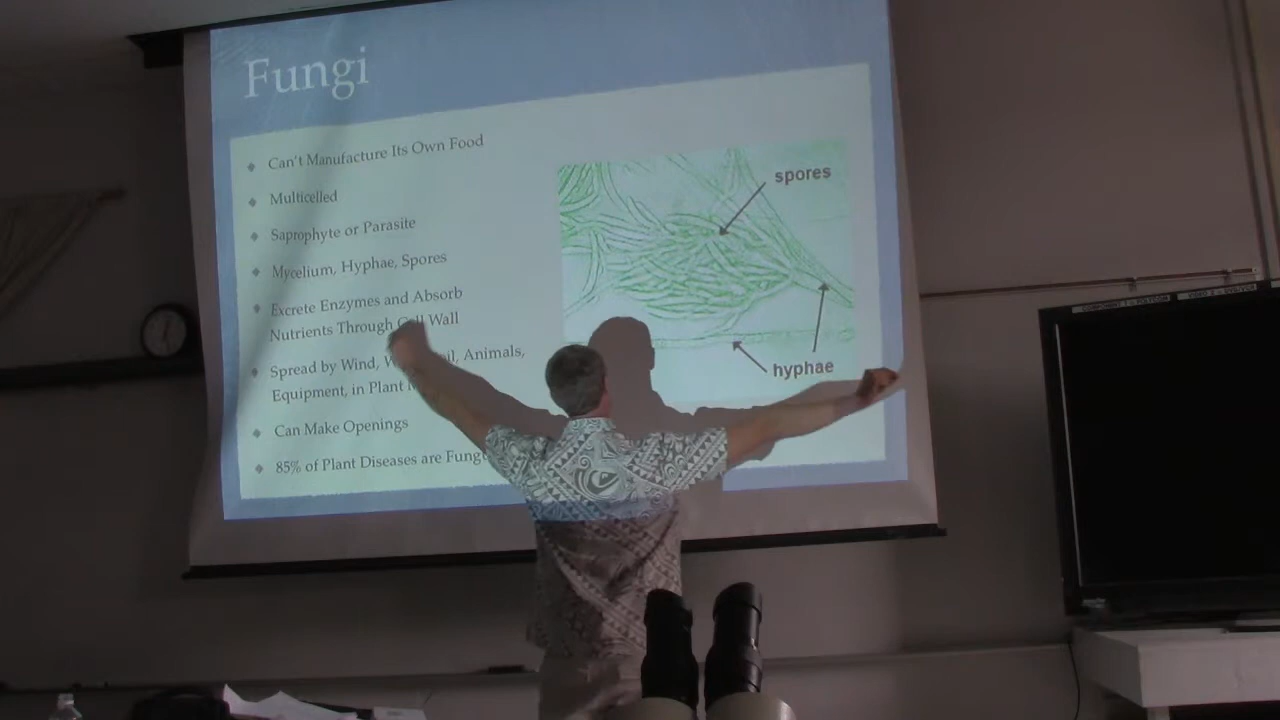 Fungi
Can't Manufacture Its Own Food
Multicelled
Saprophyte or Parasite
Mycelium, Hyphae, Spores
Excrete Enzymes and Absorb
Nutrients Through Cell Wall
Spread by Wind, Animals,
Equipment, in Plant
Can Make Openings
85% of Plant Diseases are
spores
hyphae